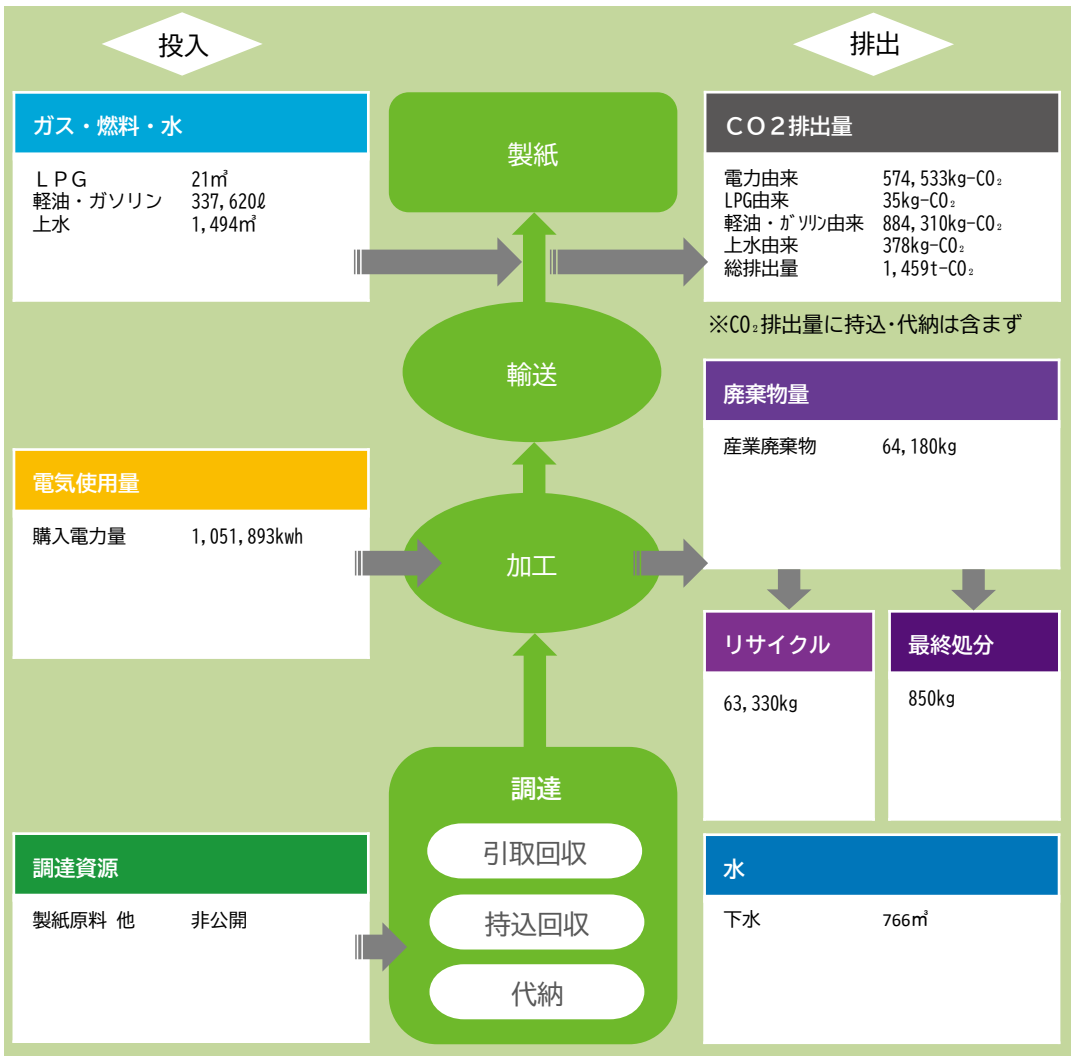 投入
排出
ガス・燃料・水
LPG 21㎥
軽油・ガソリン 337,620ℓ
上水 1,494㎥
製紙
CO2排出量
電力由来 574,533kg-CO₂
LPG由来 35kg-CO₂
軽油・ガソリン由来 884,310kg-CO₂
上水由来 378kg-CO₂
総排出量 1,459t-CO₂
※CO₂排出量に持込・代納は含まず
輸送
廃棄物量
産業廃棄物 64,180kg
電気使用量
購入電力量 1,051,893kwh
加工
リサイクル
63,330kg
最終処分
850kg
調達
引取回収
持込回収
代納
調達資源
製紙原料 他 非公開
水
下水 766㎥